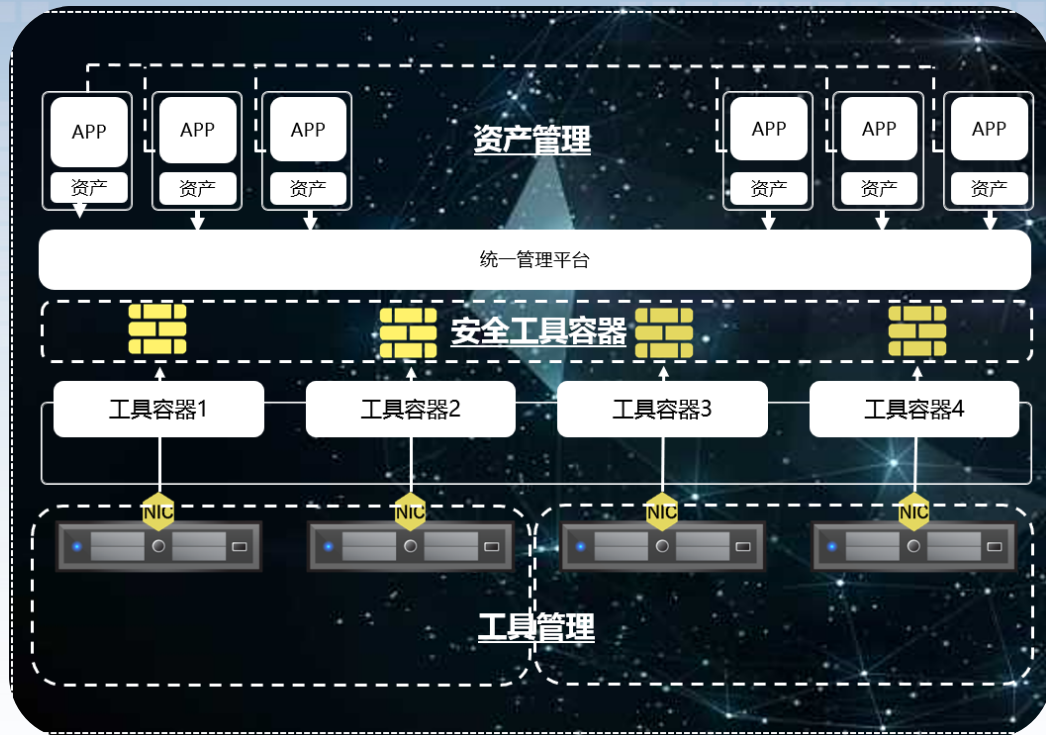 APP
APP
APP
资产管理
APP
APP
APP
资产
资产
资产
资产
资产
资产
统一管理平台
安全工具容器
工具容器1
工具容器2
工具容器3
工具容器4
NIC
NIC
NIC
NIC
工具管理